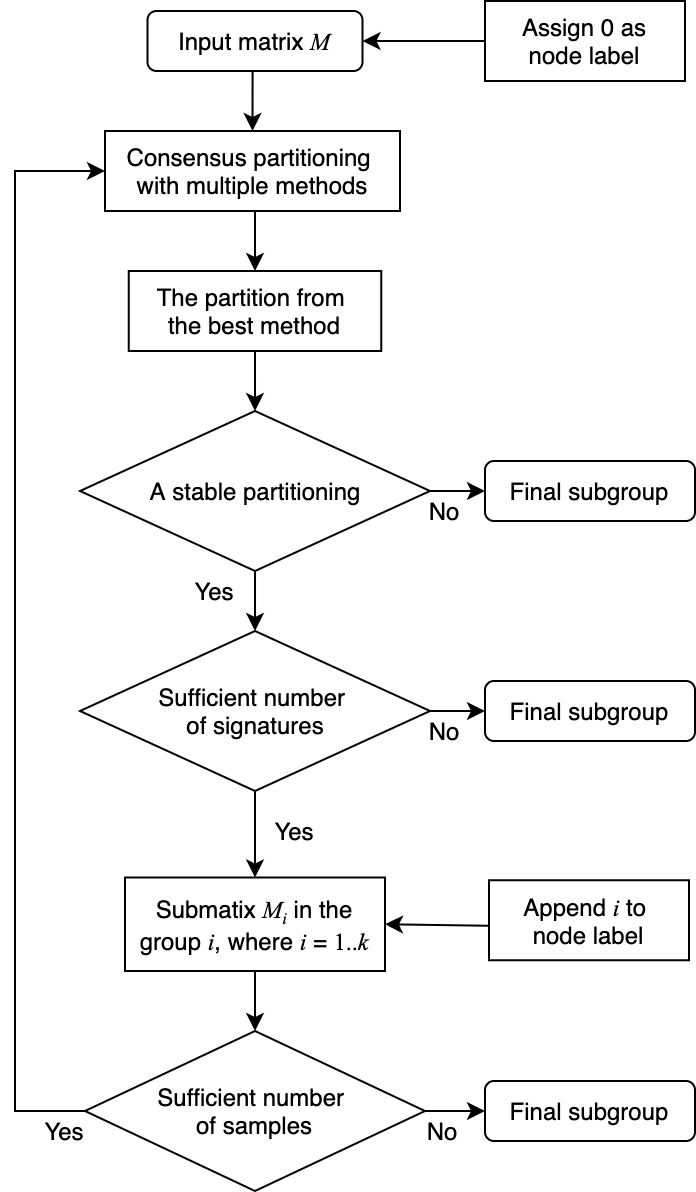 Input matrix M
Assign 0 as
node label
Consensus partitioning
with multiple methods
The partition from
the best method
A stable partitioning
No
Final subgroup
Yes
Sufficient number
of signatures
No
Final subgroup
Yes
Submatix Mᵢ in the
group i, where i = 1..k
Append i to
node label
Sufficient number
of samples
Yes
No
Final subgroup